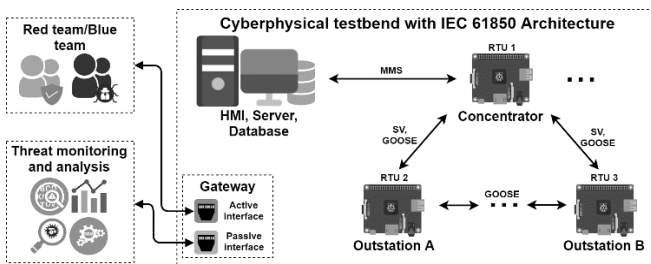 Red team/Blue
team
Threat monitoring
and analysis
Cyberphysical testbend with IEC 61850 Architecture
HMI, Server,
Database
MMS
RTU 1
Concentrator
SV,
GOOSE
SV,
GOOSE
Gateway
Active
interface
Passive
interface
RTU 2
Outstation A
GOOSE
RTU 3
Outstation B